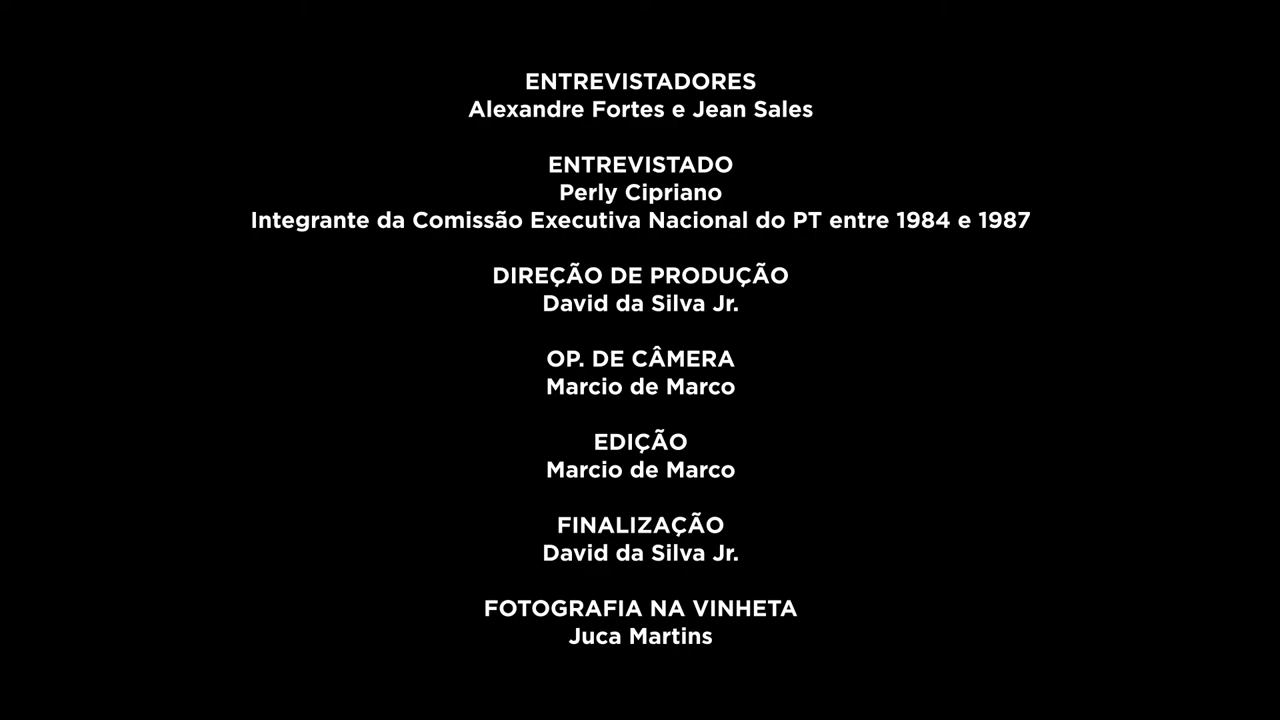 ENTREVISTADORES
Alexandre Fortes e Jean Sales
ENTREVISTADO
Perly Cipriano
Integrante da Comissão Executiva Nacional do PT entre 1984 e 1987
DIREÇÃO DE PRODUÇÃO
David da Silva Jr.
OP. DE CÂMERA
Marcio de Marco
EDIÇÃO
Marcio de Marco
FINALIZAÇÃO
David da Silva Jr.
FOTOGRAFIA NA VINHETA
Juca Martins